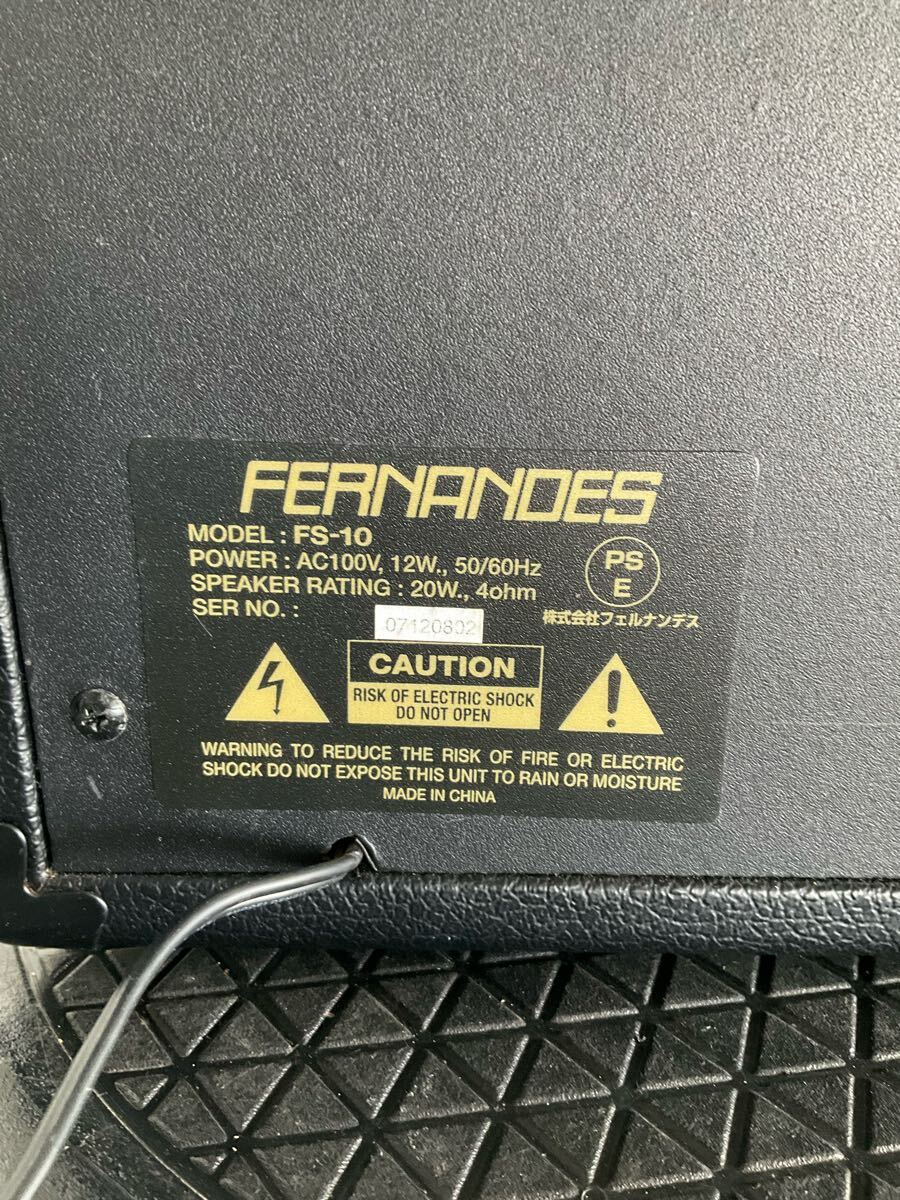 FERNANDES
MODEL : FS-10
POWER : AC100V, 12W., 50/60Hz
SPEAKER RATING : 20W., 4ohm
SER NO. :
07120802
PS
E
株式会社フェルナンデス
CAUTION
RISK OF ELECTRIC SHOCK
DO NOT OPEN
WARNING TO REDUCE THE RISK OF FIRE OR ELECTRIC
SHOCK DO NOT EXPOSE THIS UNIT TO RAIN OR MOISTURE
MADE IN CHINA